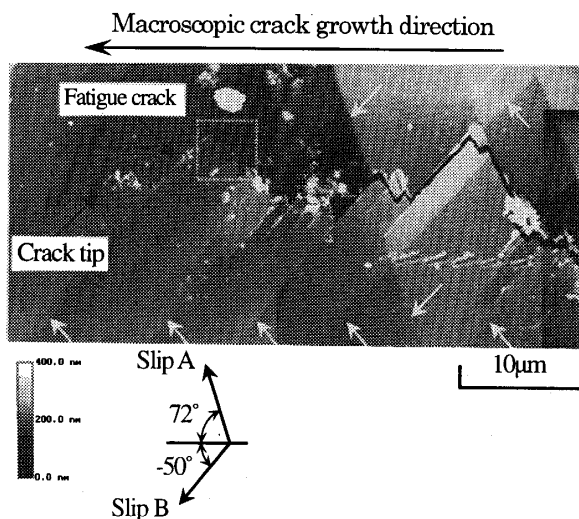 Macroscopic crack growth direction
Fatigue crack
Crack tip
10μm
400.0 nm
200.0 nm
0.0 nm
Slip A
72°
-50°
Slip B